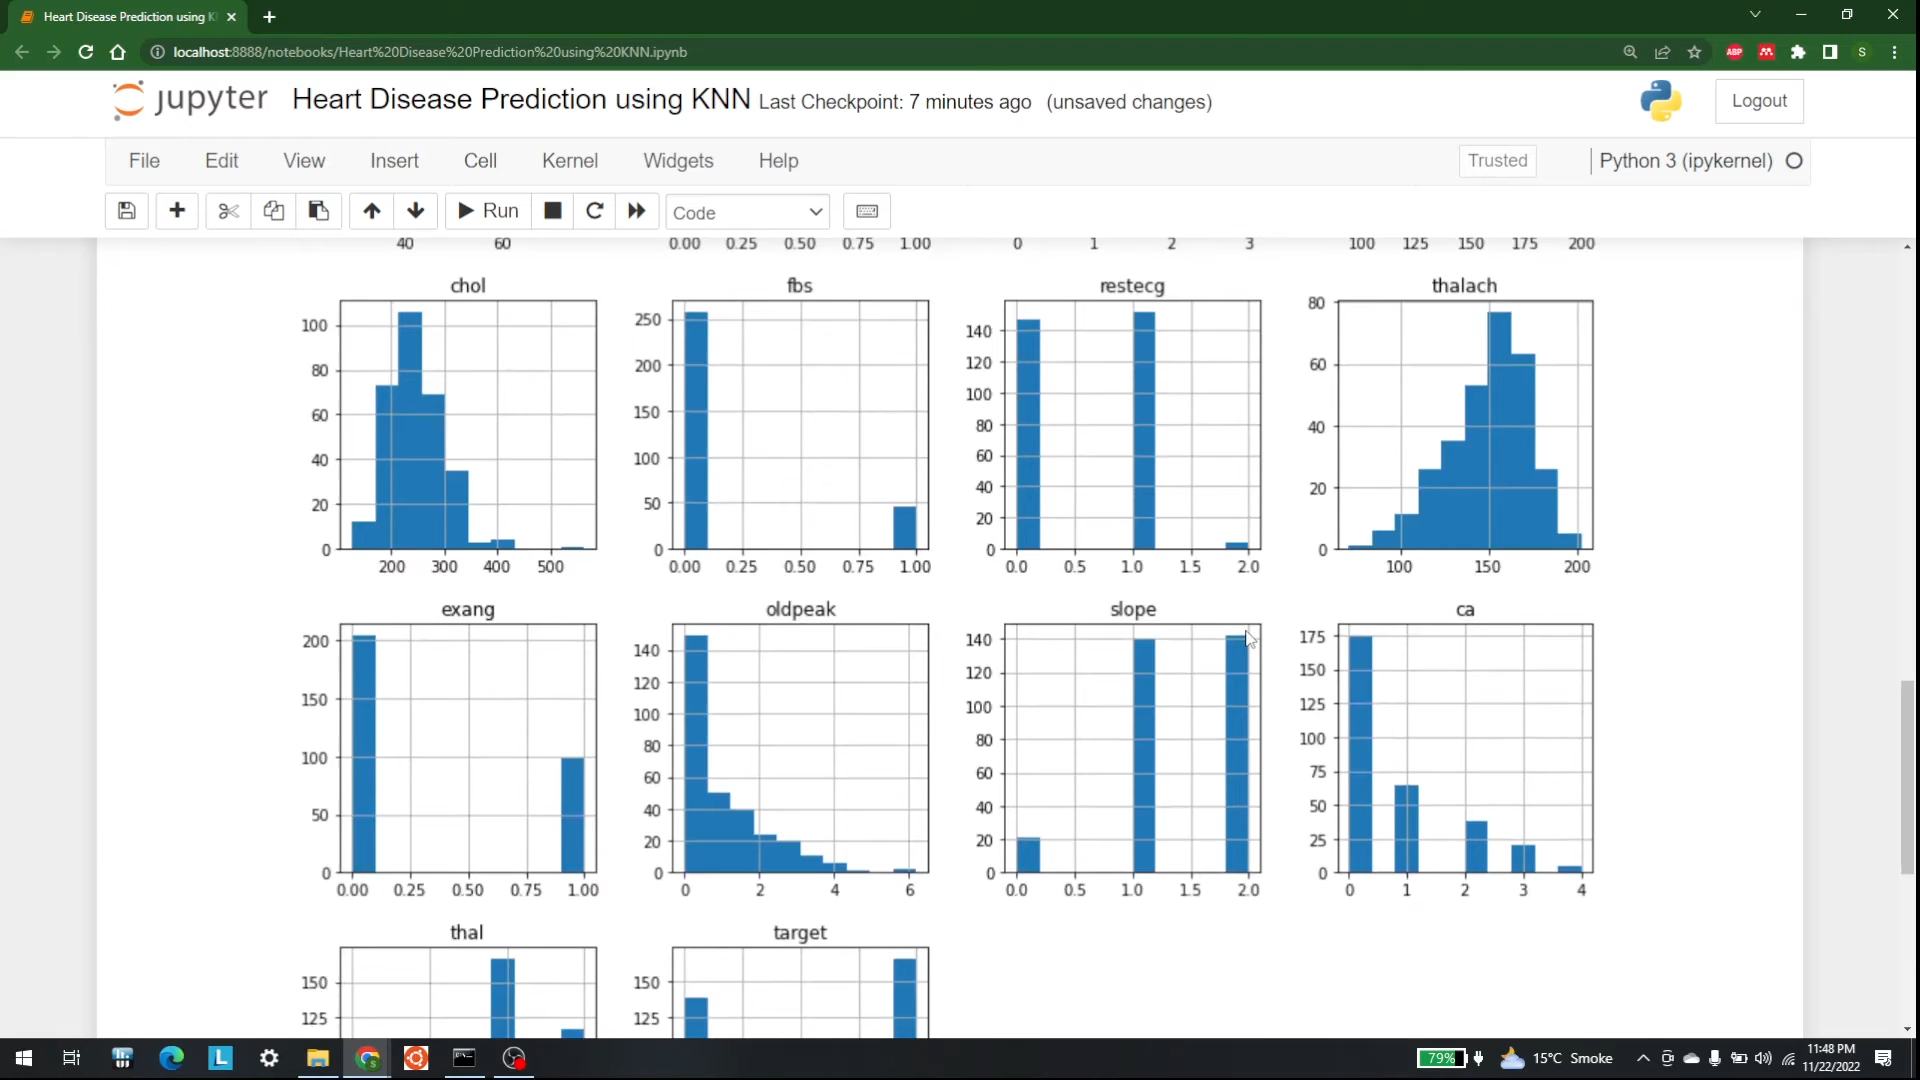 Heart Disease Prediction using K
localhost:8888/notebooks/Heart%20Disease%20Prediction%20using%20KNN.ipynb
ABP
S
jupyter Heart Disease Prediction using KNN Last Checkpoint: 7 minutes ago (unsaved changes)
Logout
File Edit View Insert Cell Kernel Widgets Help
Trusted
Python 3 (ipykernel)
Run
Code
40 60
0.00 0.25 0.50 0.75 1.00
0 1 2 3
100 125 150 175 200
chol
100
80
60
40
20
0
200 300 400 500
fbs
250
200
150
100
50
0
0.00 0.25 0.50 0.75 1.00
restecg
140
120
100
80
60
40
20
0
0.0 0.5 1.0 1.5 2.0
thalach
80
60
40
20
0
100 150 200
exang
200
150
100
50
0
0.00 0.25 0.50 0.75 1.00
oldpeak
140
120
100
80
60
40
20
0
0 2 4 6
slope
140
120
100
80
60
40
20
0
0.0 0.5 1.0 1.5 2.0
ca
175
150
125
100
75
50
25
0
0 1 2 3 4
thal
150
125
target
150
125
L
79%
15°C Smoke
11:48 PM
11/22/2022